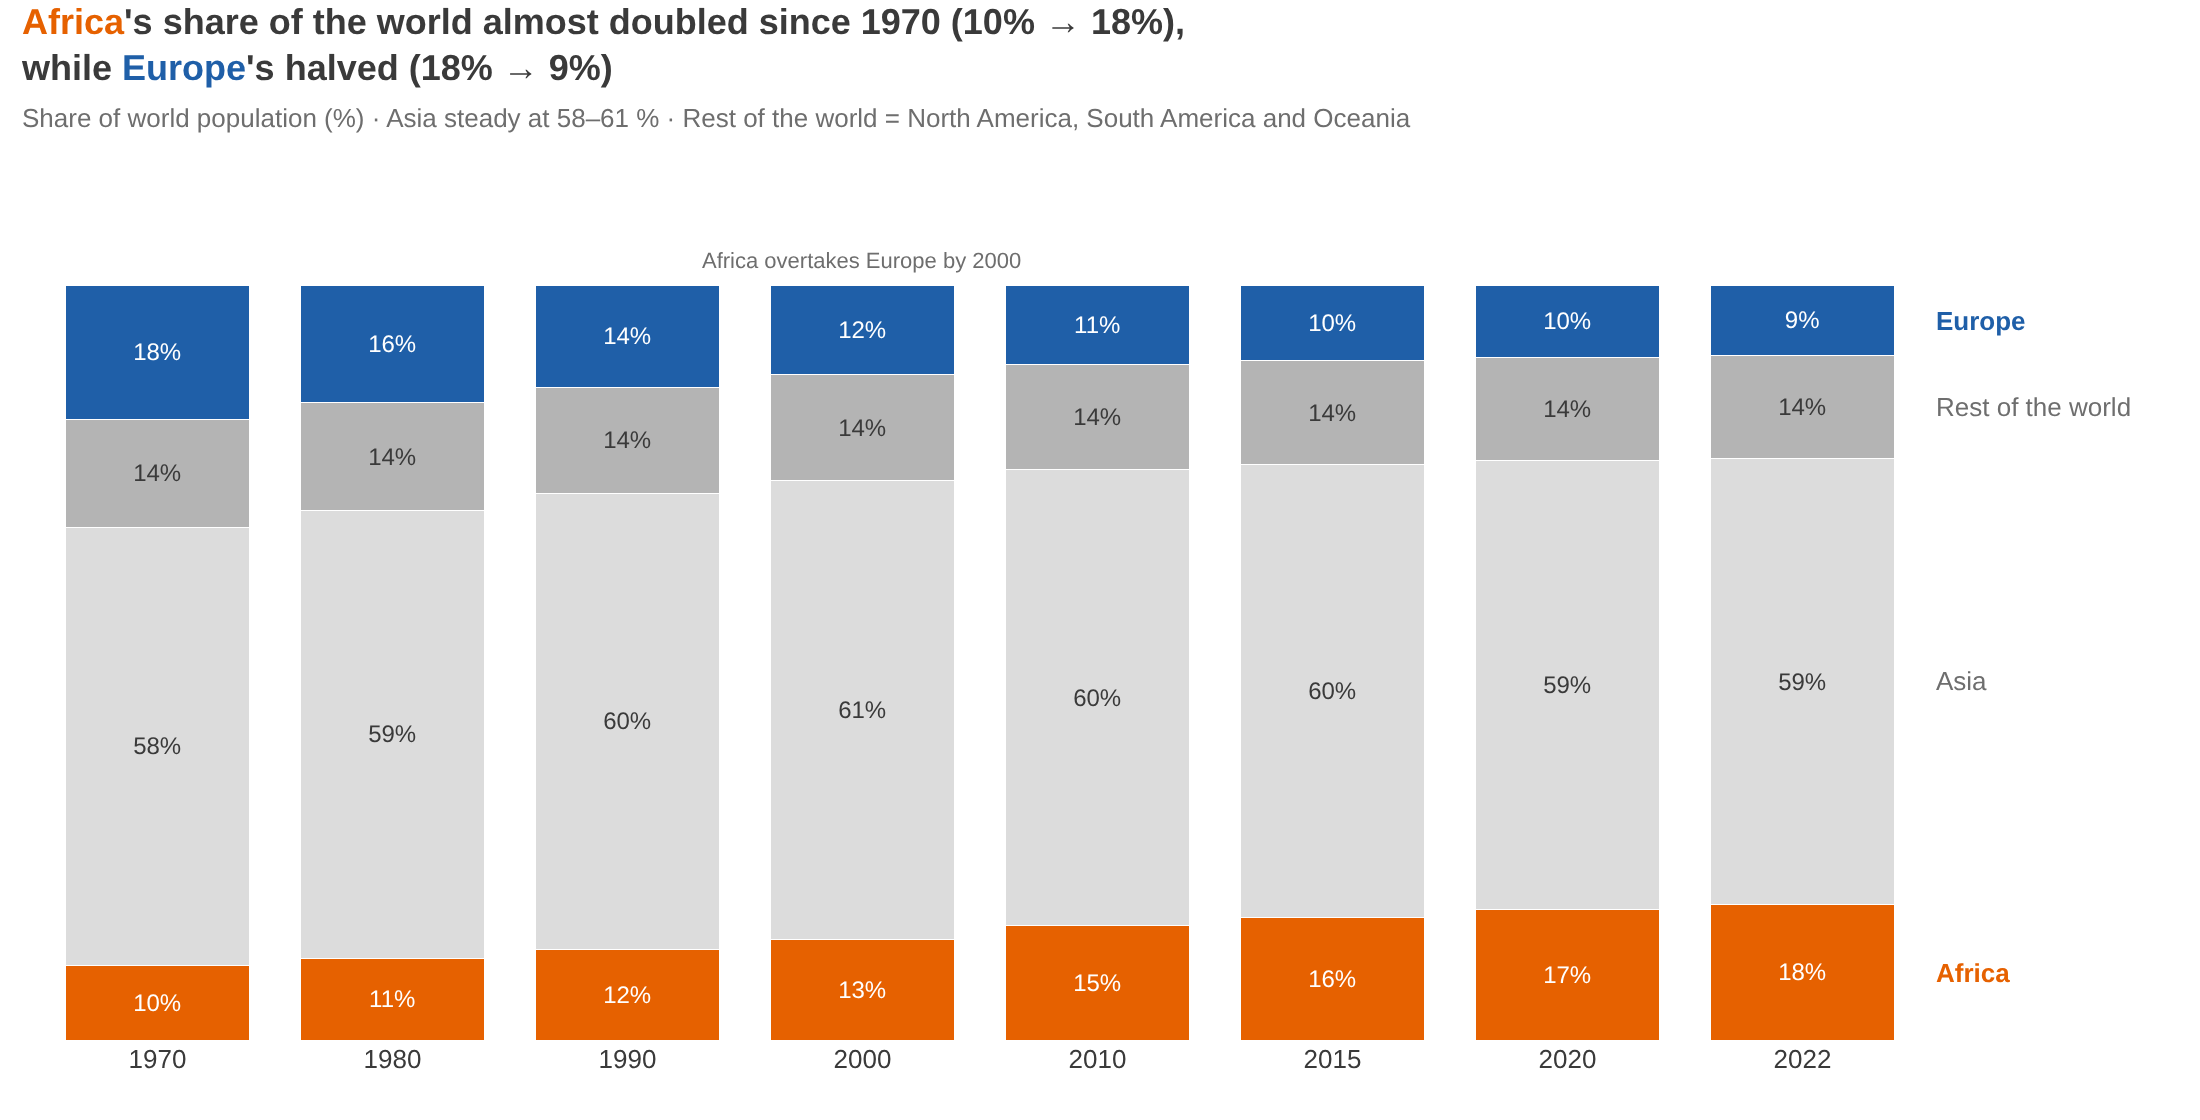 Africa's share of the world almost doubled since 1970 (10% → 18%),
while Europe's halved (18% → 9%)
Share of world population (%) · Asia steady at 58–61 % · Rest of the world = North America, South America and Oceania
Africa overtakes Europe by 2000
18% 16% 14% 12% 11% 10% 10% 9% Europe
14% 14% 14% 14% 14% 14% 14% 14% Rest of the world
58% 59% 60% 61% 60% 60% 59% 59% Asia
10% 11% 12% 13% 15% 16% 17% 18% Africa
1970 1980 1990 2000 2010 2015 2020 2022